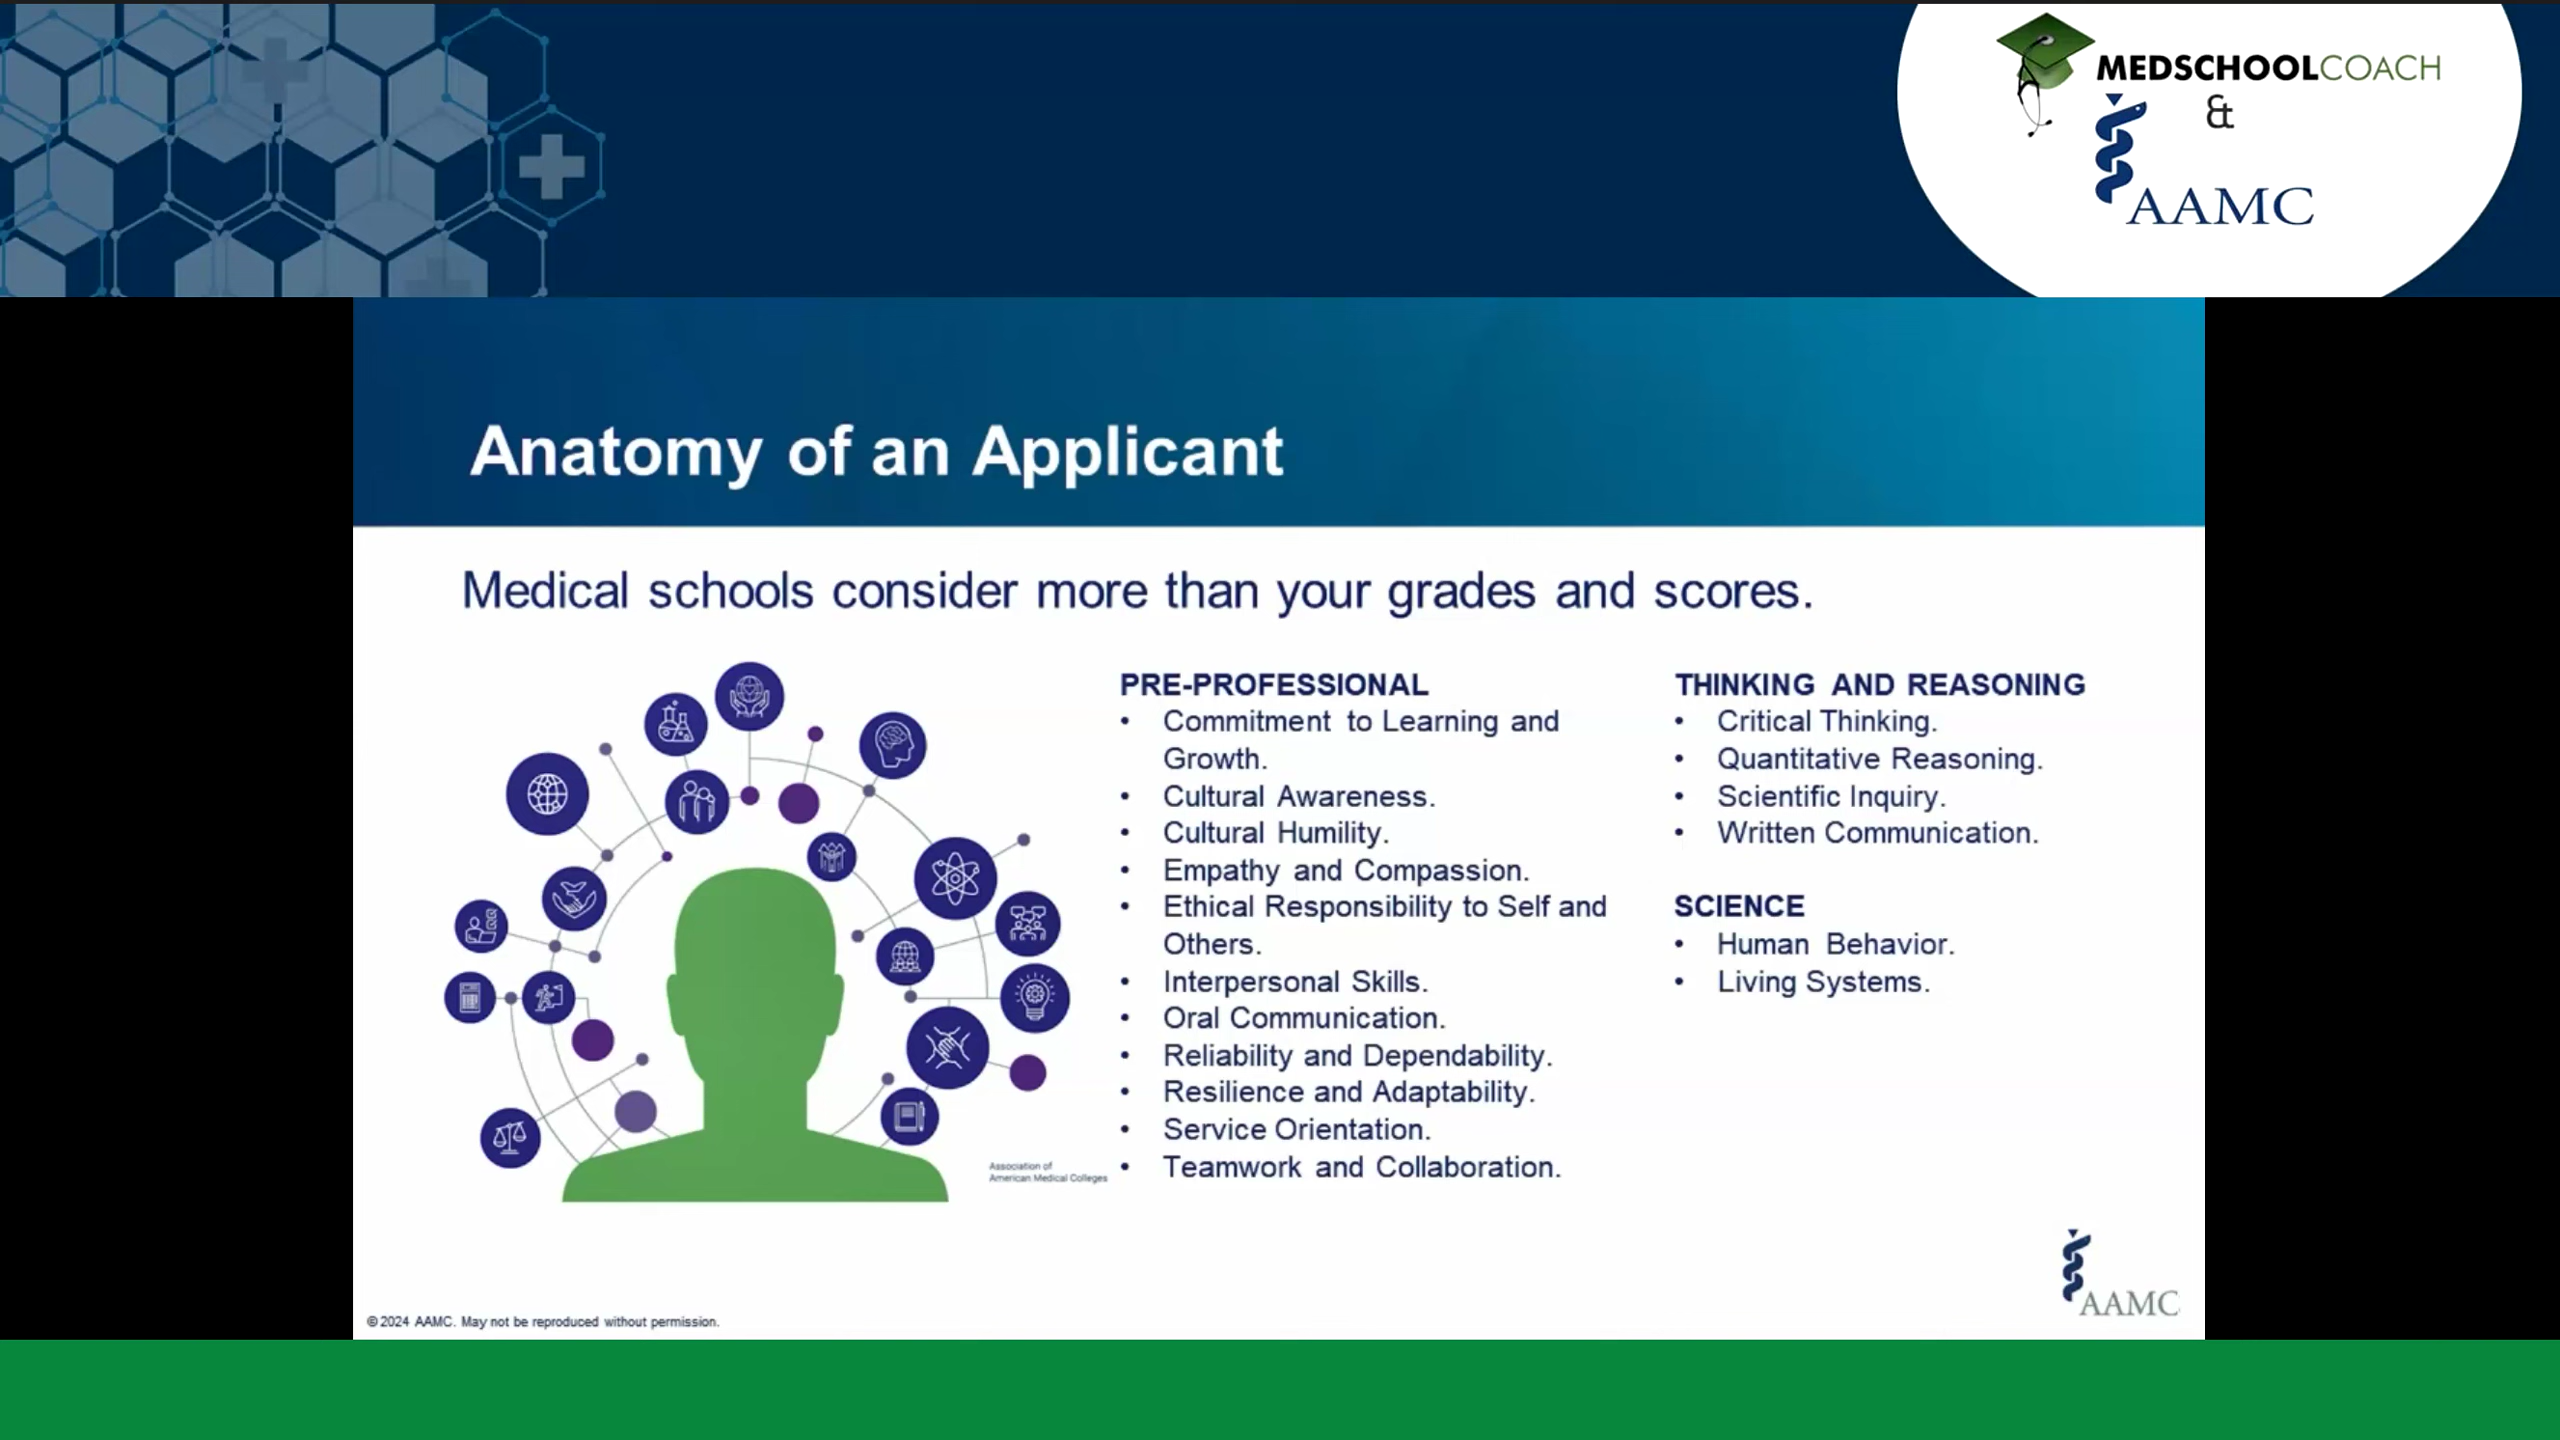 MEDSCHOOLCOACH
&
AAMC
Anatomy of an Applicant
Medical schools consider more than your grades and scores.
PRE-PROFESSIONAL
• Commitment to Learning and
Growth.
• Cultural Awareness.
• Cultural Humility.
• Empathy and Compassion.
• Ethical Responsibility to Self and
Others.
• Interpersonal Skills.
• Oral Communication.
• Reliability and Dependability.
• Resilience and Adaptability.
• Service Orientation.
• Teamwork and Collaboration.
THINKING AND REASONING
• Critical Thinking.
• Quantitative Reasoning.
• Scientific Inquiry.
• Written Communication.
SCIENCE
• Human Behavior.
• Living Systems.
Association of
American Medical Colleges
AAMC
©2024 AAMC. May not be reproduced without permission.